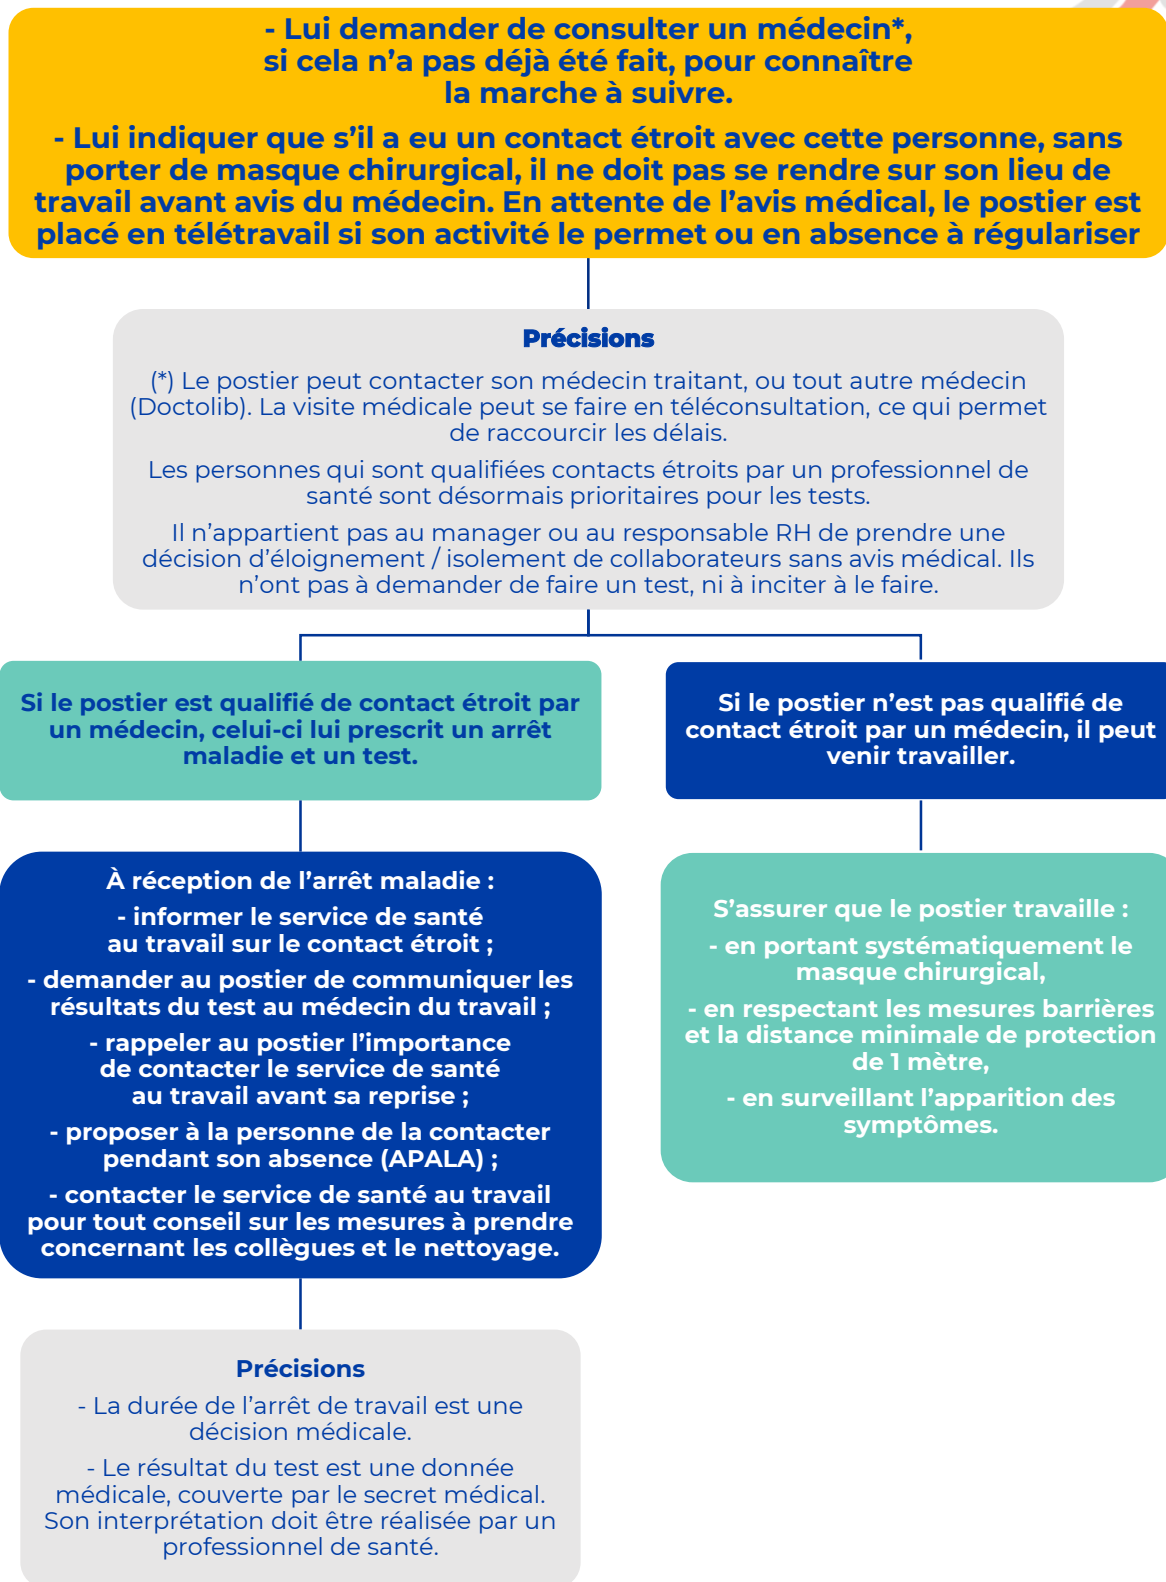 - Lui demander de consulter un médecin*,
si cela n’a pas déjà été fait, pour connaître
la marche à suivre.
- Lui indiquer que s’il a eu un contact étroit avec cette personne, sans
porter de masque chirurgical, il ne doit pas se rendre sur son lieu de
travail avant avis du médecin. En attente de l’avis médical, le postier est
placé en télétravail si son activité le permet ou en absence à régulariser
Précisions
(*) Le postier peut contacter son médecin traitant, ou tout autre médecin
(Doctolib). La visite médicale peut se faire en téléconsultation, ce qui permet
de raccourcir les délais.
Les personnes qui sont qualifiées contacts étroits par un professionnel de
santé sont désormais prioritaires pour les tests.
Il n’appartient pas au manager ou au responsable RH de prendre une
décision d’éloignement / isolement de collaborateurs sans avis médical. Ils
n’ont pas à demander de faire un test, ni à inciter à le faire.
Si le postier est qualifié de contact étroit par
un médecin, celui-ci lui prescrit un arrêt
maladie et un test.
À réception de l’arrêt maladie :
- informer le service de santé
au travail sur le contact étroit ;
- demander au postier de communiquer les
résultats du test au médecin du travail ;
- rappeler au postier l’importance
de contacter le service de santé
au travail avant sa reprise ;
- proposer à la personne de la contacter
pendant son absence (APALA) ;
- contacter le service de santé au travail
pour tout conseil sur les mesures à prendre
concernant les collègues et le nettoyage.
Précisions
- La durée de l’arrêt de travail est une
décision médicale.
- Le résultat du test est une donnée
médicale, couverte par le secret médical.
Son interprétation doit être réalisée par un
professionnel de santé.
Si le postier n’est pas qualifié de
contact étroit par un médecin, il peut
venir travailler.
S’assurer que le postier travaille :
- en portant systématiquement le
masque chirurgical,
- en respectant les mesures barrières
et la distance minimale de protection
de 1 mètre,
- en surveillant l’apparition des
symptômes.